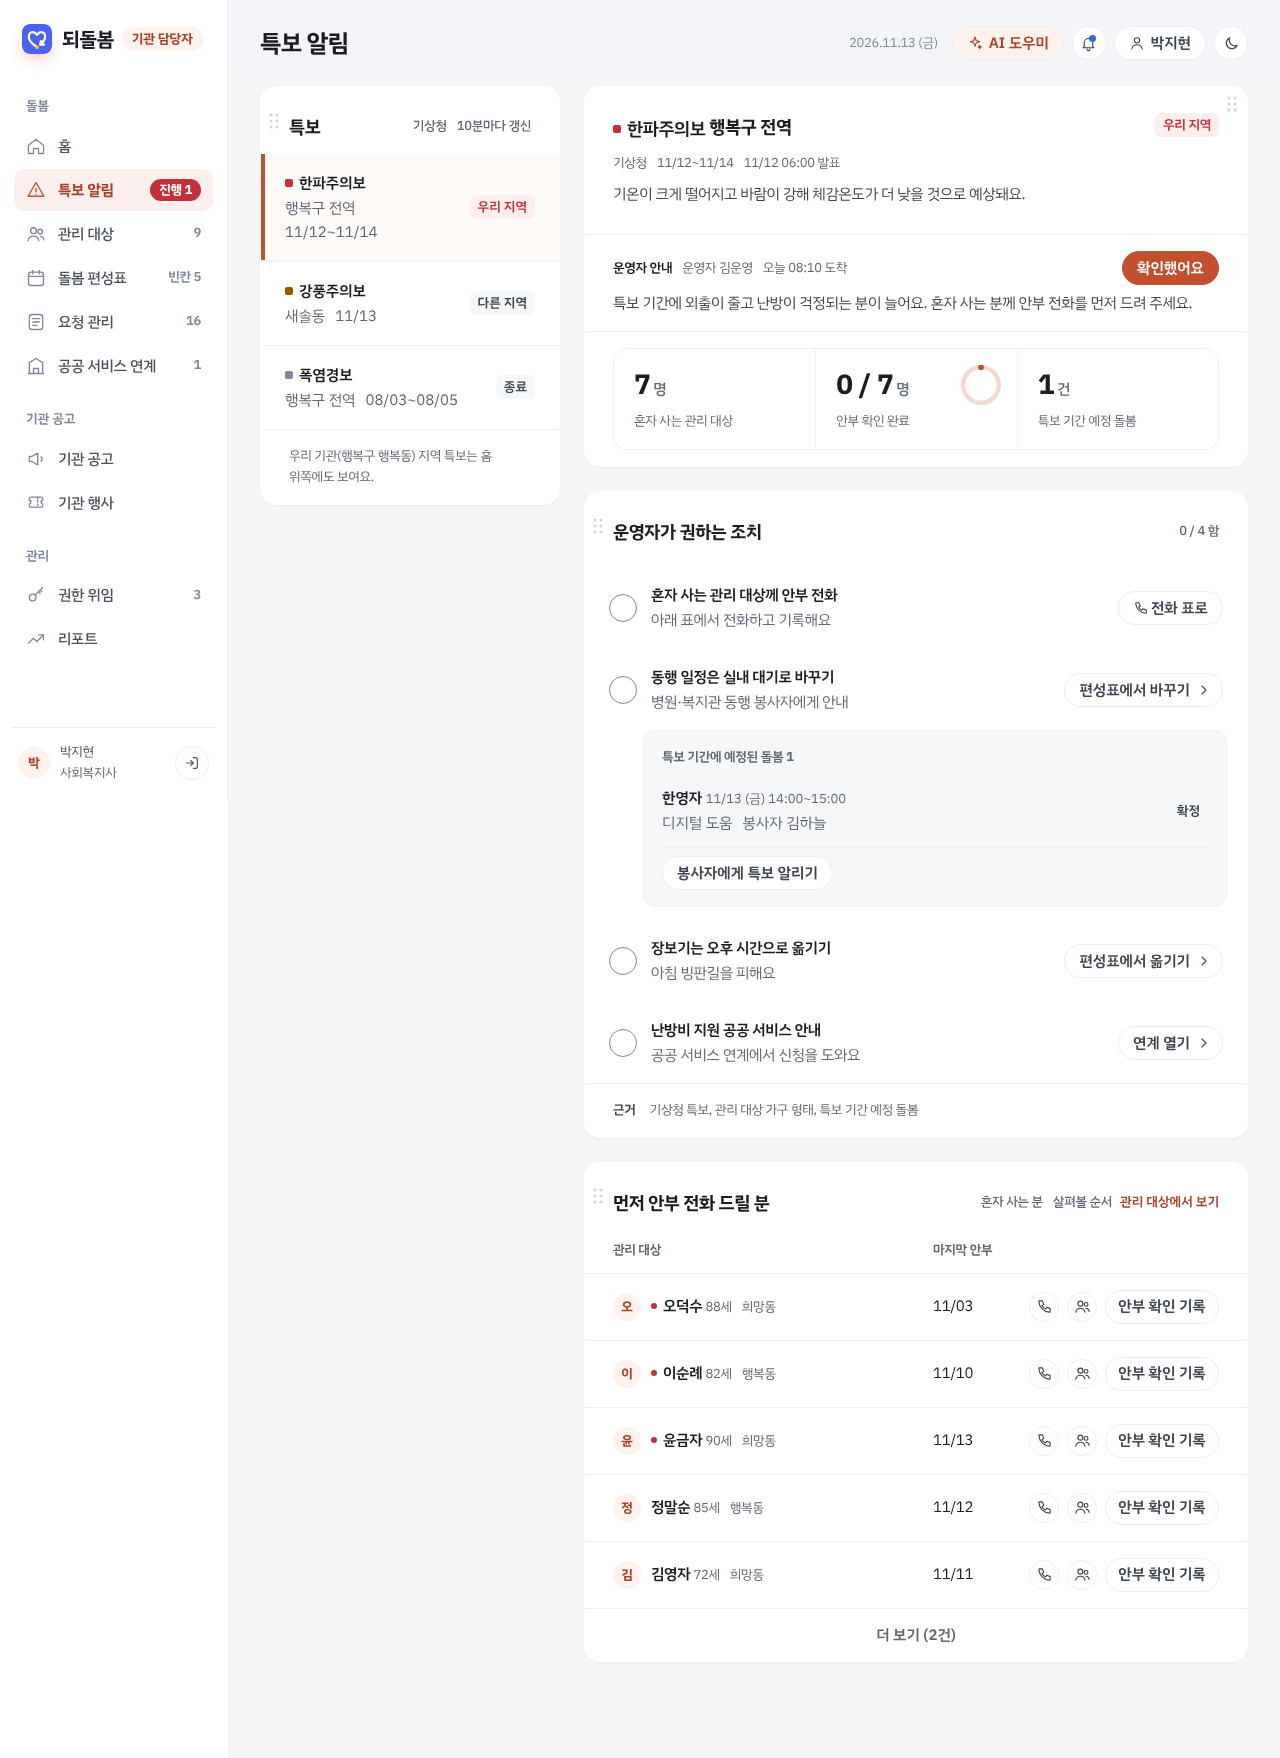 되돌봄 기관 담당자
돌봄
홈
특보 알림 진행 1
관리 대상 9
돌봄 편성표 빈칸 5
요청 관리 16
공공 서비스 연계 1
기관 공고
기관 공고
기관 행사
관리
권한 위임 3
리포트
박 박지현
사회복지사
특보 알림
2026.11.13 (금) AI 도우미 박지현
특보 기상청 10분마다 갱신
한파주의보
행복구 전역
11/12~11/14
우리 지역
강풍주의보
새솔동 11/13
다른 지역
폭염경보
행복구 전역 08/03~08/05
종료
우리 기관(행복구 행복동) 지역 특보는 홈
위쪽에도 보여요.
한파주의보 행복구 전역 우리 지역
기상청 11/12~11/14 11/12 06:00 발표
기온이 크게 떨어지고 바람이 강해 체감온도가 더 낮을 것으로 예상돼요.
운영자 안내 운영자 김운영 오늘 08:10 도착 확인했어요
특보 기간에 외출이 줄고 난방이 걱정되는 분이 늘어요. 혼자 사는 분께 안부 전화를 먼저 드려 주세요.
7 명
혼자 사는 관리 대상
0 / 7 명
안부 확인 완료
1 건
특보 기간 예정 돌봄
운영자가 권하는 조치 0 / 4 함
혼자 사는 관리 대상께 안부 전화
아래 표에서 전화하고 기록해요
전화 표로
동행 일정은 실내 대기로 바꾸기
병원·복지관 동행 봉사자에게 안내
편성표에서 바꾸기
특보 기간에 예정된 돌봄 1
한영자 11/13 (금) 14:00~15:00
디지털 도움 봉사자 김하늘
확정
봉사자에게 특보 알리기
장보기는 오후 시간으로 옮기기
아침 빙판길을 피해요
편성표에서 옮기기
난방비 지원 공공 서비스 안내
공공 서비스 연계에서 신청을 도와요
연계 열기
근거 기상청 특보, 관리 대상 가구 형태, 특보 기간 예정 돌봄
먼저 안부 전화 드릴 분 혼자 사는 분 살펴볼 순서 관리 대상에서 보기
관리 대상 마지막 안부
오 오덕수 88세 희망동 11/03 안부 확인 기록
이 이순례 82세 행복동 11/10 안부 확인 기록
윤 윤금자 90세 희망동 11/13 안부 확인 기록
정 정말순 85세 행복동 11/12 안부 확인 기록
김 김영자 72세 희망동 11/11 안부 확인 기록
더 보기 (2건)